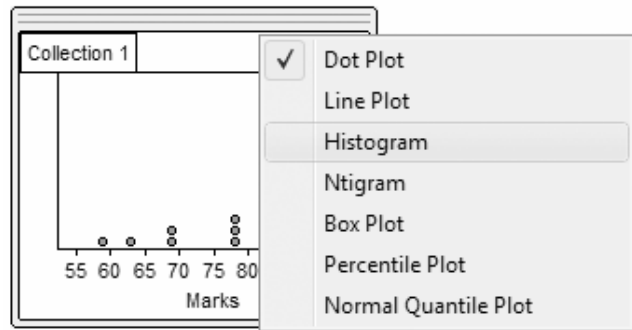 Collection 1
Dot Plot
Line Plot
Histogram
Ntigram
Box Plot
Percentile Plot
Normal Quantile Plot
55 60 65 70 75 80
Marks